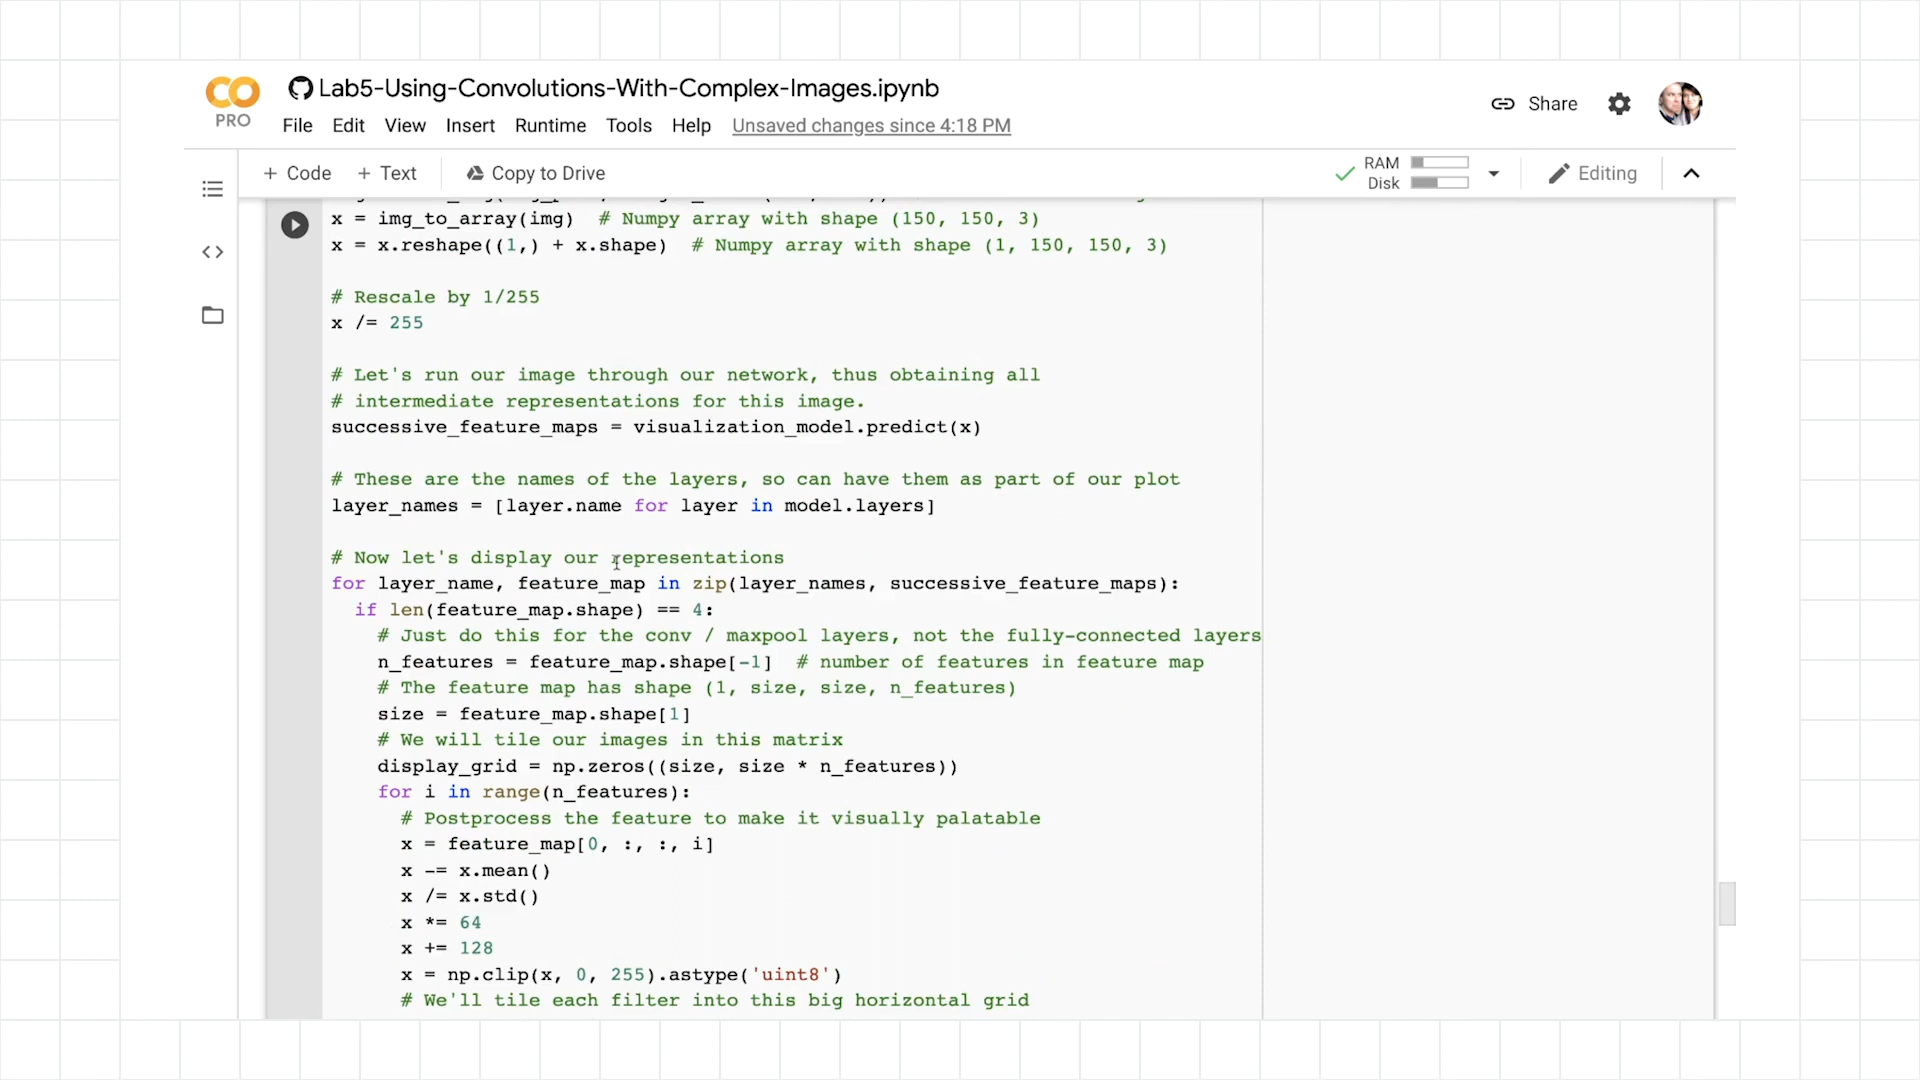 CO
PRO
Lab5-Using-Convolutions-With-Complex-Images.ipynb
File Edit View Insert Runtime Tools Help Unsaved changes since 4:18 PM
Share
+ Code + Text Copy to Drive
RAM
Disk
Editing
x = img_to_array(img)  # Numpy array with shape (150, 150, 3)
x = x.reshape((1,) + x.shape)  # Numpy array with shape (1, 150, 150, 3)
# Rescale by 1/255
x /= 255
# Let's run our image through our network, thus obtaining all
# intermediate representations for this image.
successive_feature_maps = visualization_model.predict(x)
# These are the names of the layers, so can have them as part of our plot
layer_names = [layer.name for layer in model.layers]
# Now let's display our representations
for layer_name, feature_map in zip(layer_names, successive_feature_maps):
  if len(feature_map.shape) == 4:
    # Just do this for the conv / maxpool layers, not the fully-connected layers
    n_features = feature_map.shape[-1]  # number of features in feature map
    # The feature map has shape (1, size, size, n_features)
    size = feature_map.shape[1]
    # We will tile our images in this matrix
    display_grid = np.zeros((size, size * n_features))
    for i in range(n_features):
      # Postprocess the feature to make it visually palatable
      x = feature_map[0, :, :, i]
      x -= x.mean()
      x /= x.std()
      x *= 64
      x += 128
      x = np.clip(x, 0, 255).astype('uint8')
      # We'll tile each filter into this big horizontal grid